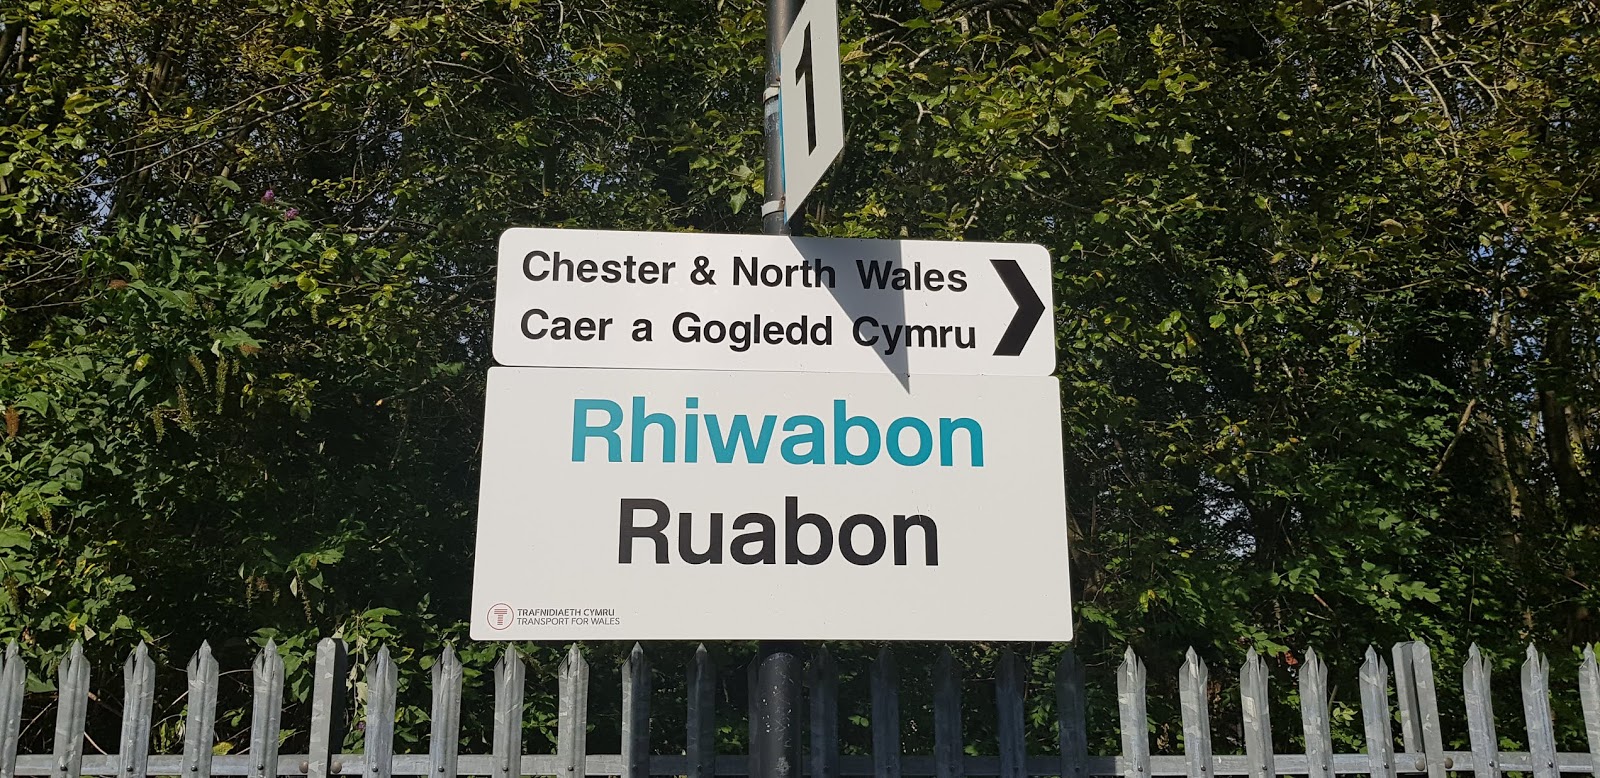 1
Chester & North Wales
Caer a Gogledd Cymru
Rhiwabon
Ruabon
TRAFNIDIAETH CYMRU
TRANSPORT FOR WALES